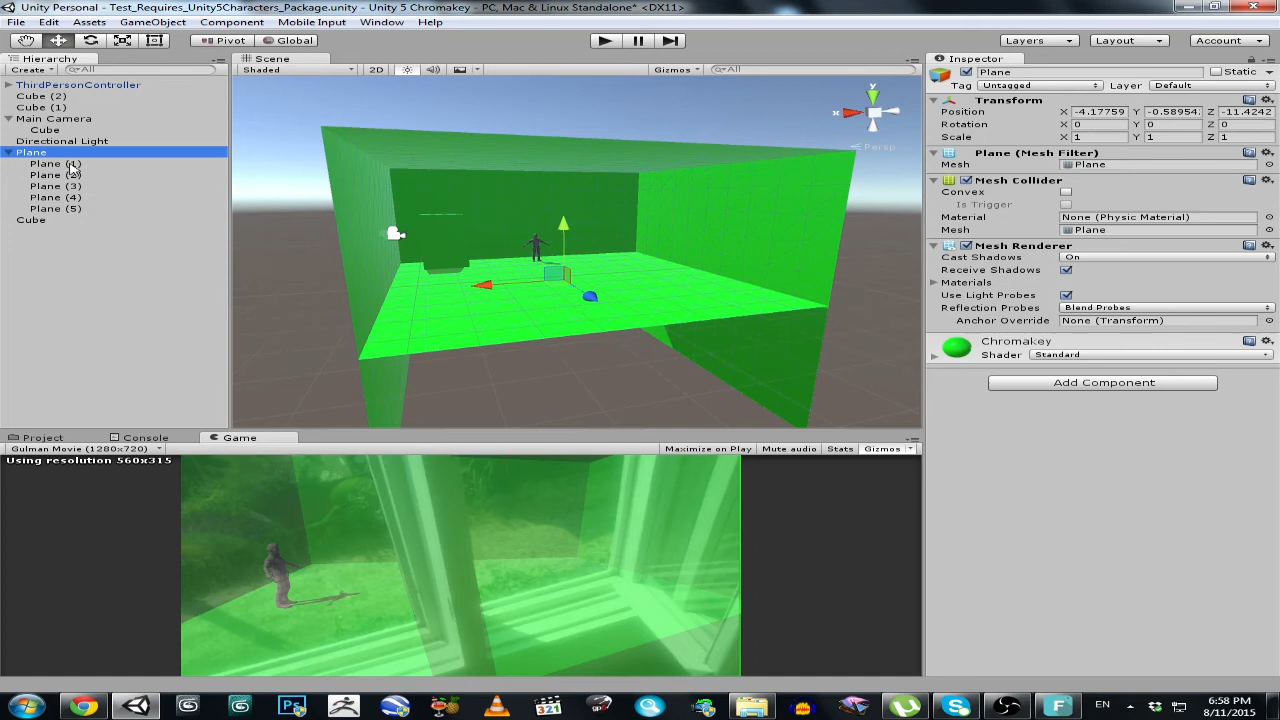 Unity Personal - Test_Requires_Unity5Characters_Package.unity - Unity 5 Chromakey - PC, Mac & Linux Standalone* <DX11>
File Edit Assets GameObject Component Mobile Input Window Help
Pivot Global Layers Layout Account
Hierarchy
Create All
ThirdPersonController
Cube (2)
Cube (1)
Main Camera
Cube
Directional Light
Plane
Plane (1)
Plane
Plane (3)
Plane (4)
Plane (5)
Cube
Scene
Shaded 2D Gizmos All
y
x
Persp
Inspector
Plane Static
Tag Untagged Layer Default
Transform
Position X -4.17759 Y -0.58954. Z -11.4242
Rotation X 0 Y 0 Z 0
Scale X 1 Y 1 Z 1
Plane (Mesh Filter)
Mesh Plane
Mesh Collider
Convex
Is Trigger
Material None (Physic Material)
Mesh Plane
Mesh Renderer
Cast Shadows On
Receive Shadows
Materials
Use Light Probes
Reflection Probes Blend Probes
Anchor Override None (Transform)
Chromakey
Shader Standard
Add Component
Project Console Game
Gulman Movie (1280x720) Maximize on Play Mute audio Stats Gizmos
Using resolution 560x315
Ps
321
EN
6:58 PM
8/11/2015